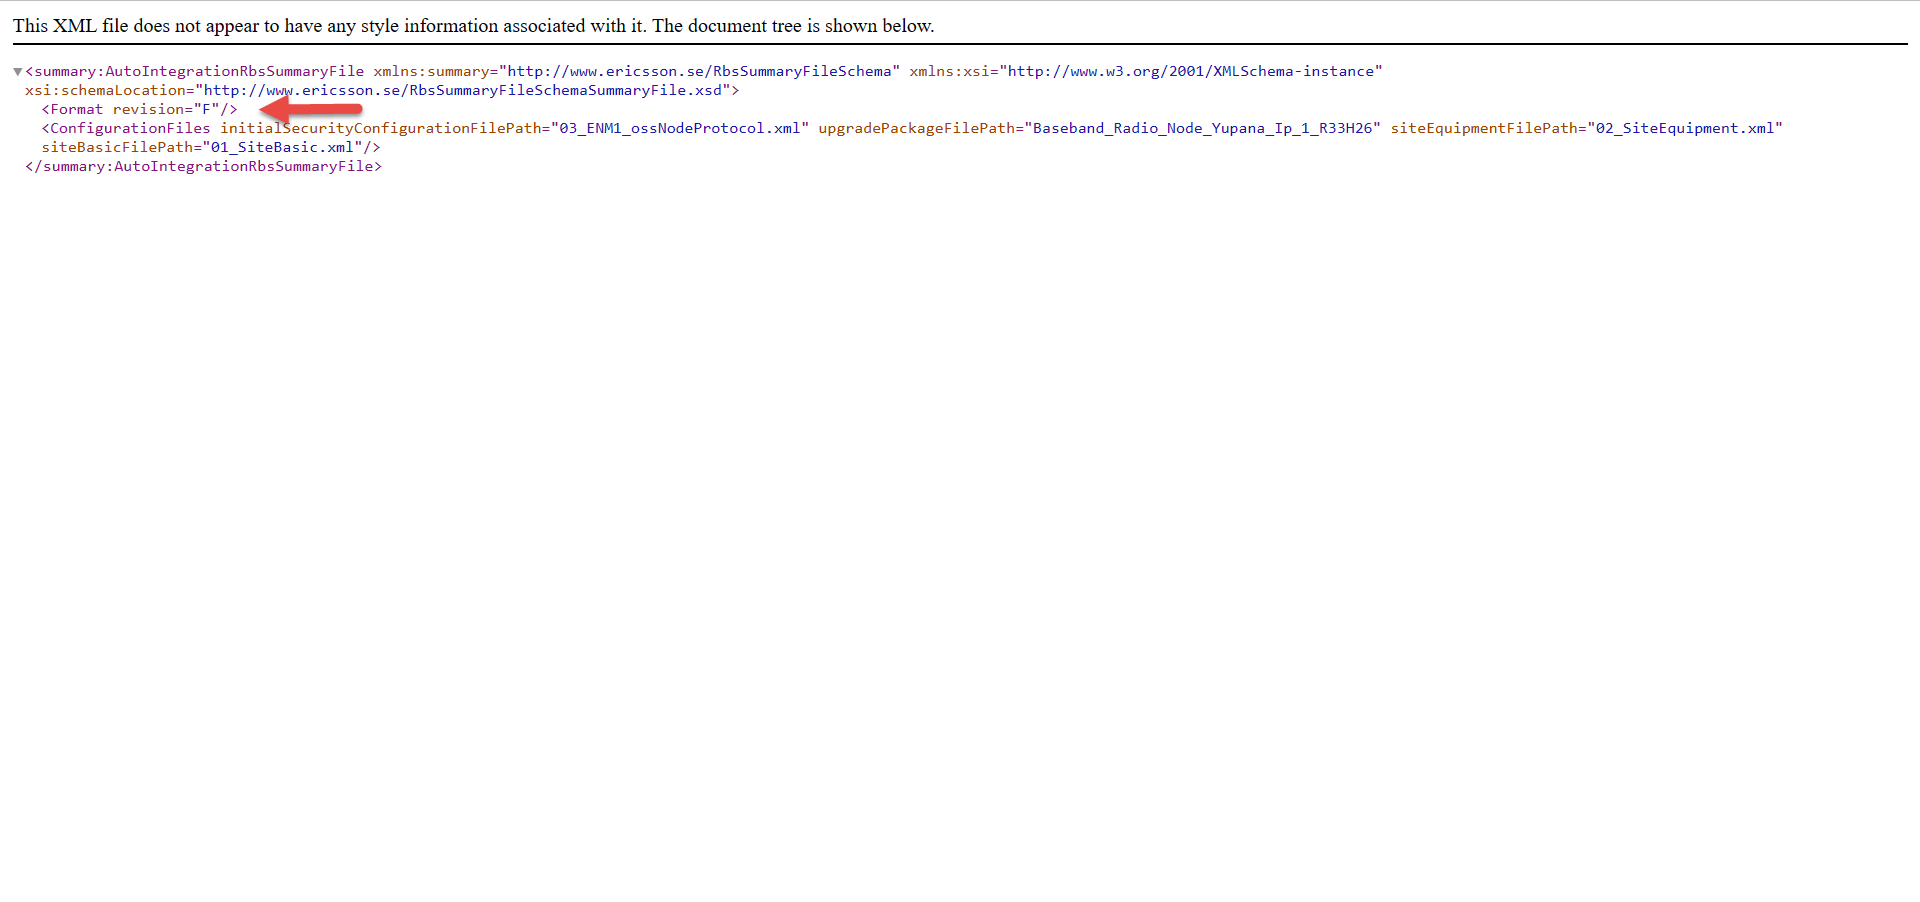 This XML file does not appear to have any style information associated with it. The document tree is shown below.
▼<summary:AutoIntegrationRbsSummaryFile xmlns:summary="http://www.ericsson.se/RbsSummaryFileSchema" xmlns:xsi="http://www.w3.org/2001/XMLSchema-instance"
xsi:schemaLocation="http://www.ericsson.se/RbsSummaryFileSchemaSummaryFile.xsd">
<Format revision="F"/>
<ConfigurationFiles initialSecurityConfigurationFilePath="03_ENM1_ossNodeProtocol.xml" upgradePackageFilePath="Baseband_Radio_Node_Yupana_Ip_1_R33H26" siteEquipmentFilePath="02_SiteEquipment.xml"
siteBasicFilePath="01_SiteBasic.xml"/>
</summary:AutoIntegrationRbsSummaryFile>